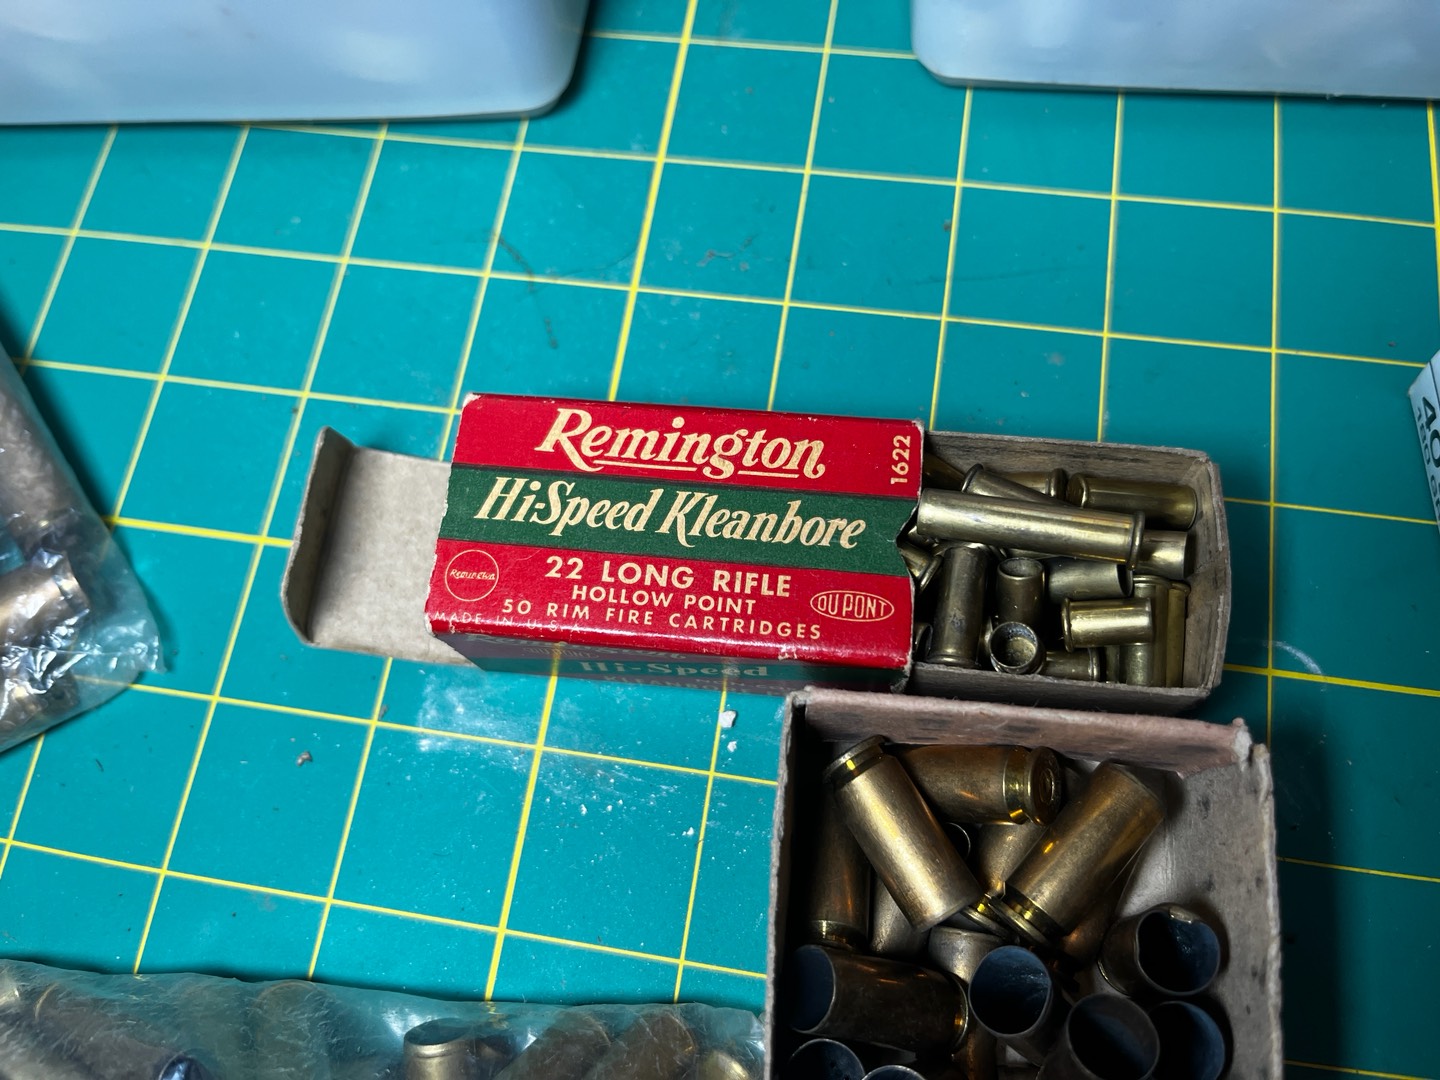 Remington
1622
Hi-Speed Kleanbore
22 LONG RIFLE
HOLLOW POINT
50 RIM FIRE CARTRIDGES
DU PONT
MADE IN U.S.A.
Hi-Speed
40